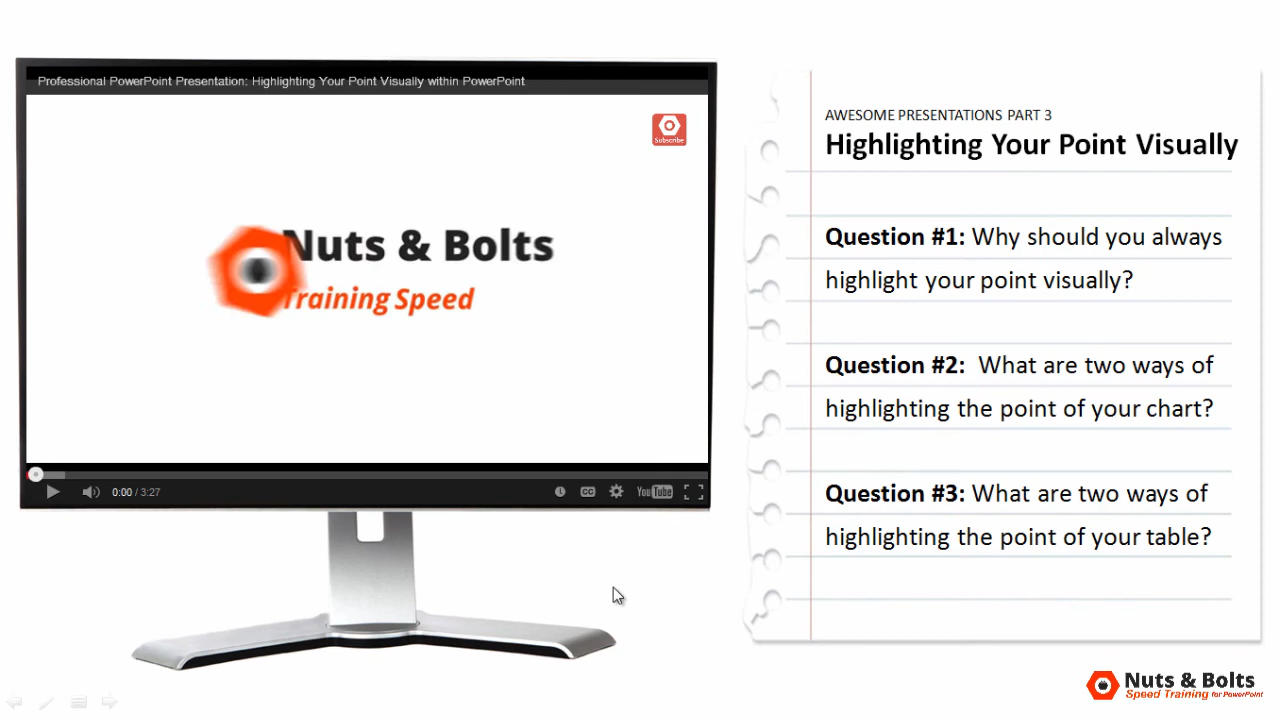 Professional PowerPoint Presentation: Highlighting Your Point Visually within PowerPoint
Subscribe
Nuts & Bolts
Training Speed
0:00 / 3:27
CC
YouTube
AWESOME PRESENTATIONS PART 3
Highlighting Your Point Visually
Question #1: Why should you always
highlight your point visually?
Question #2: What are two ways of
highlighting the point of your chart?
Question #3: What are two ways of
highlighting the point of your table?
Nuts & Bolts
Speed Training for PowerPoint